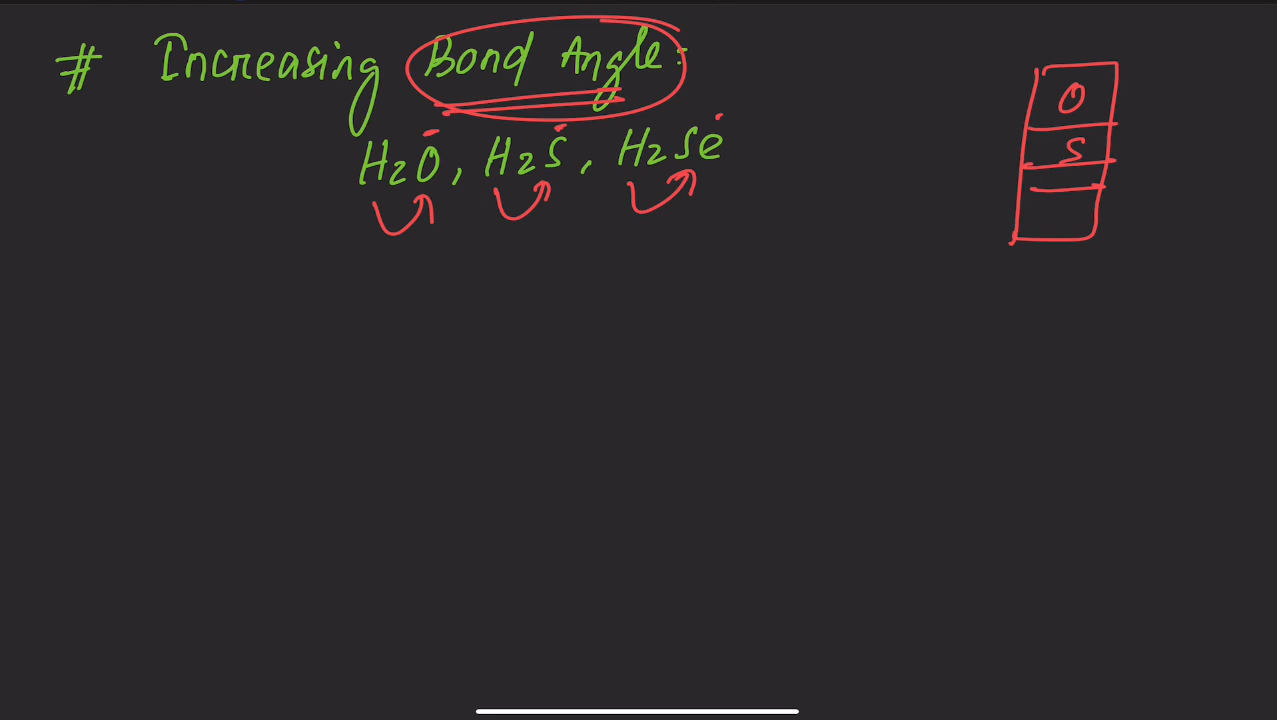 # Increasing Bond Angle:
H₂O, H₂S, H₂Se
O
S